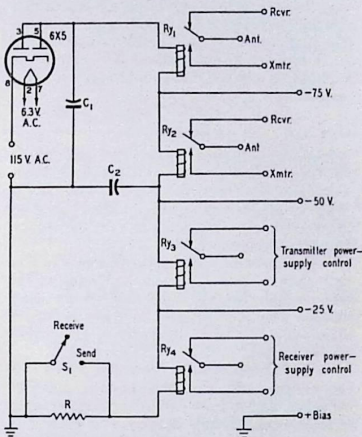 3
5
6X5
8
2
7
6.3V.
A.C.
115 V. A.C.
C1
C2
Ry1
Rcvr.
Ant.
Xmtr.
-75 V.
Ry2
Rcvr.
Ant
Xmtr.
-50 V.
Ry3
Transmitter power-
supply control
-25 V.
Receive
Send
S1
R
Ry4
Receiver power-
supply control
+Bias